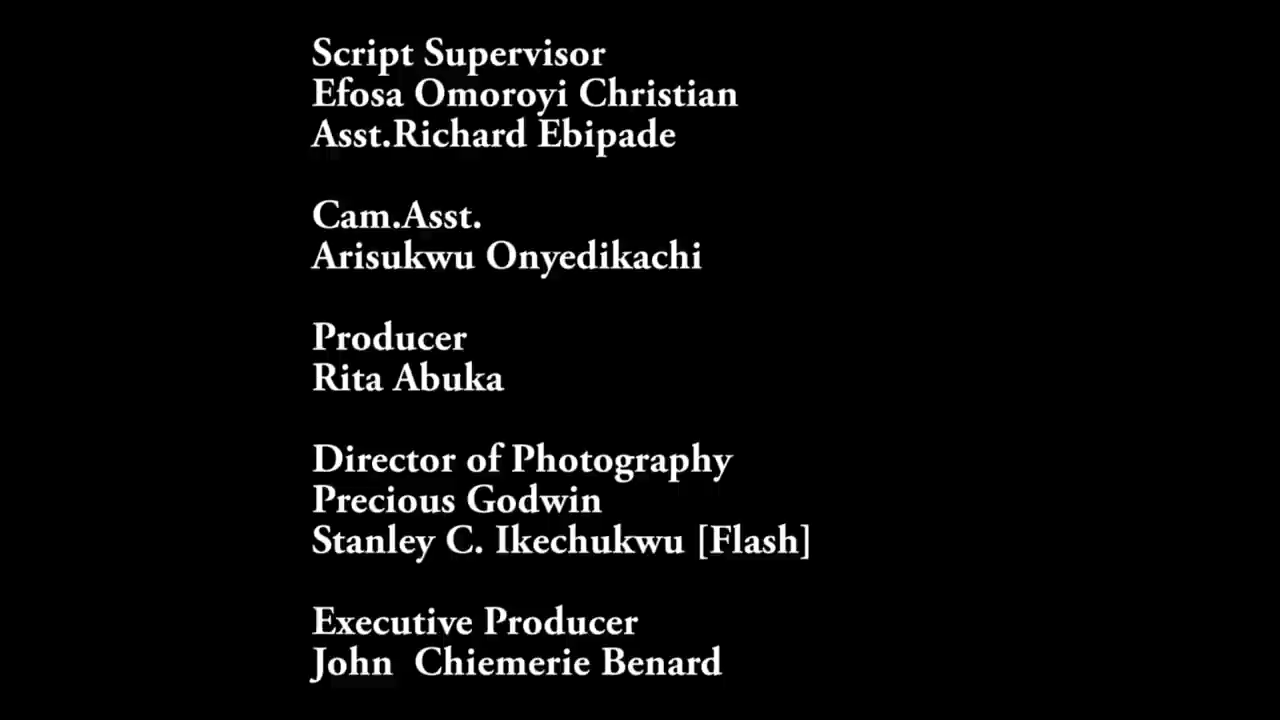 Script Supervisor
Efosa Omoroyi Christian
Asst.Richard Ebipade
Cam.Asst.
Arisukwu Onyedikachi
Producer
Rita Abuka
Director of Photography
Precious Godwin
Stanley C. Ikechukwu [Flash]
Executive Producer
John  Chiemerie Benard